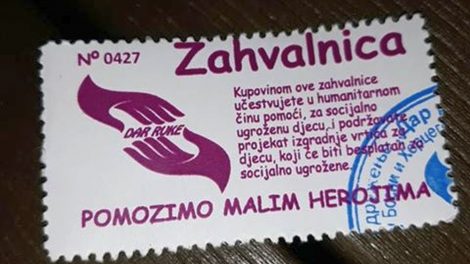 Nº 0427
Zahvalnica
DAR RUKE
Kupovinom ove zahvalnice
učestvujete u humanitarnom
činu pomoći, za socijalno
ugroženu djecu, i podržavate
projekat izgradnje vrtića za
djecu, koji će biti besplatan za
socijalno ugrožene
POMOZIMO MALIM HEROJIMA
Дар